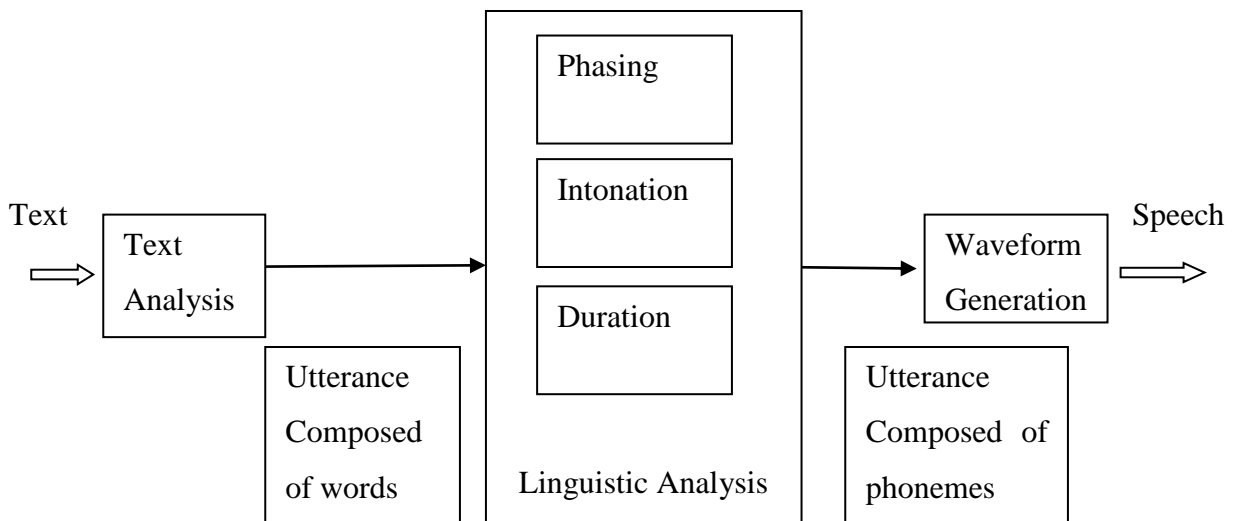 Text
Text
Analysis
Utterance
Composed
of words
Phasing
Intonation
Duration
Linguistic Analysis
Waveform
Generation
Utterance
Composed of
phonemes
Speech